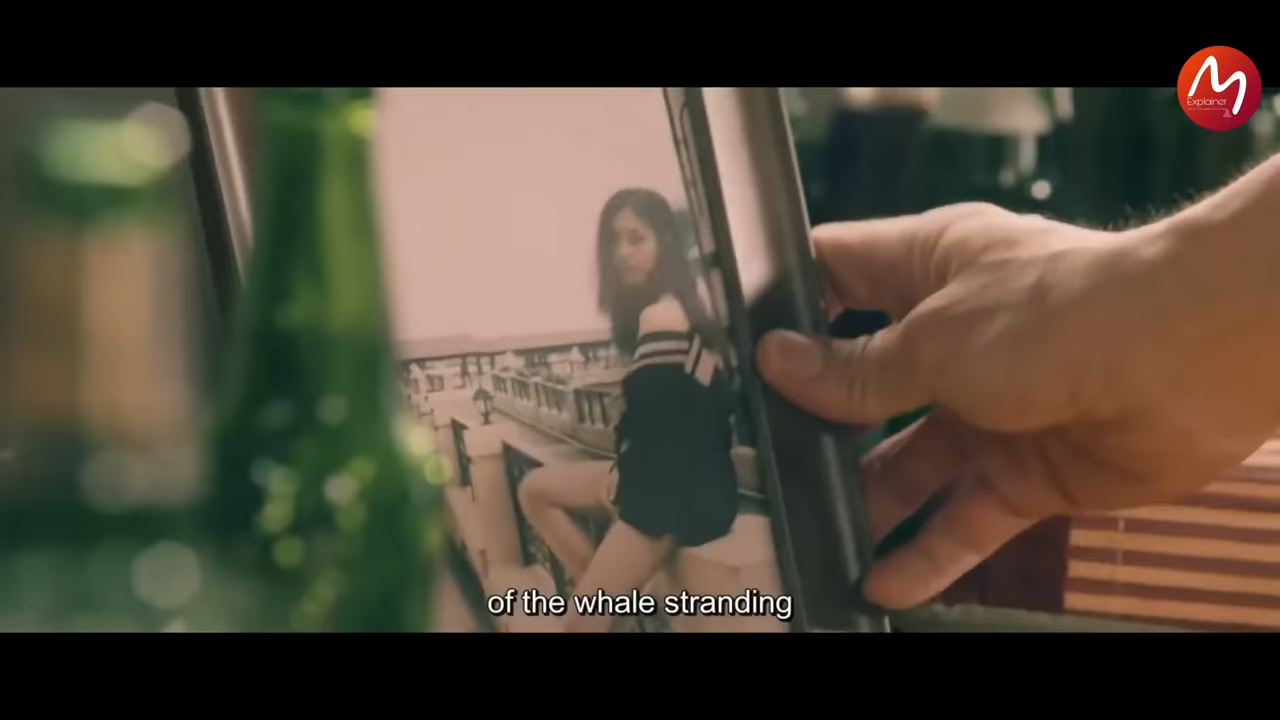 Explainer
of the whale stranding